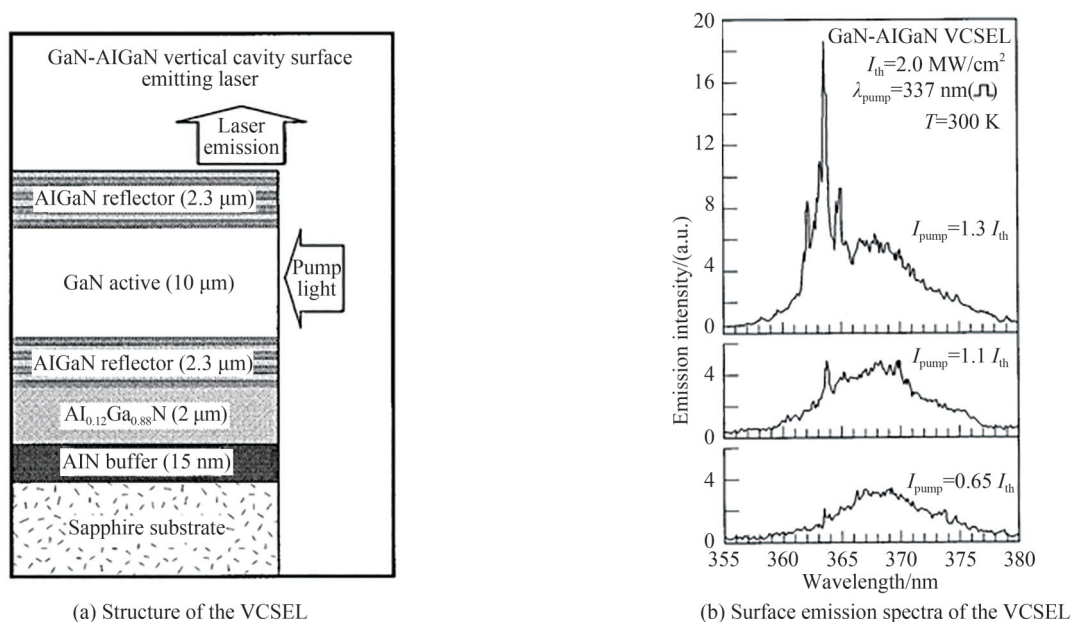 GaN-AIGaN vertical cavity surface
emitting laser
Laser
emission
AIGaN reflector (2.3 μm)
GaN active (10 μm)
Pump
light
AIGaN reflector (2.3 μm)
AI0.12Ga0.88N (2 μm)
AIN buffer (15 nm)
Sapphire substrate
(a) Structure of the VCSEL
GaN-AIGaN VCSEL
Ith=2.0 MW/cm2
λpump=337 nm(⎍)
T=300 K
Ipump=1.3 Ith
Ipump=1.1 Ith
Ipump=0.65 Ith
Emission intensity/(a.u.)
20
16
12
8
4
0
4
0
4
0
355 360 365 370 375 380
Wavelength/nm
(b) Surface emission spectra of the VCSEL